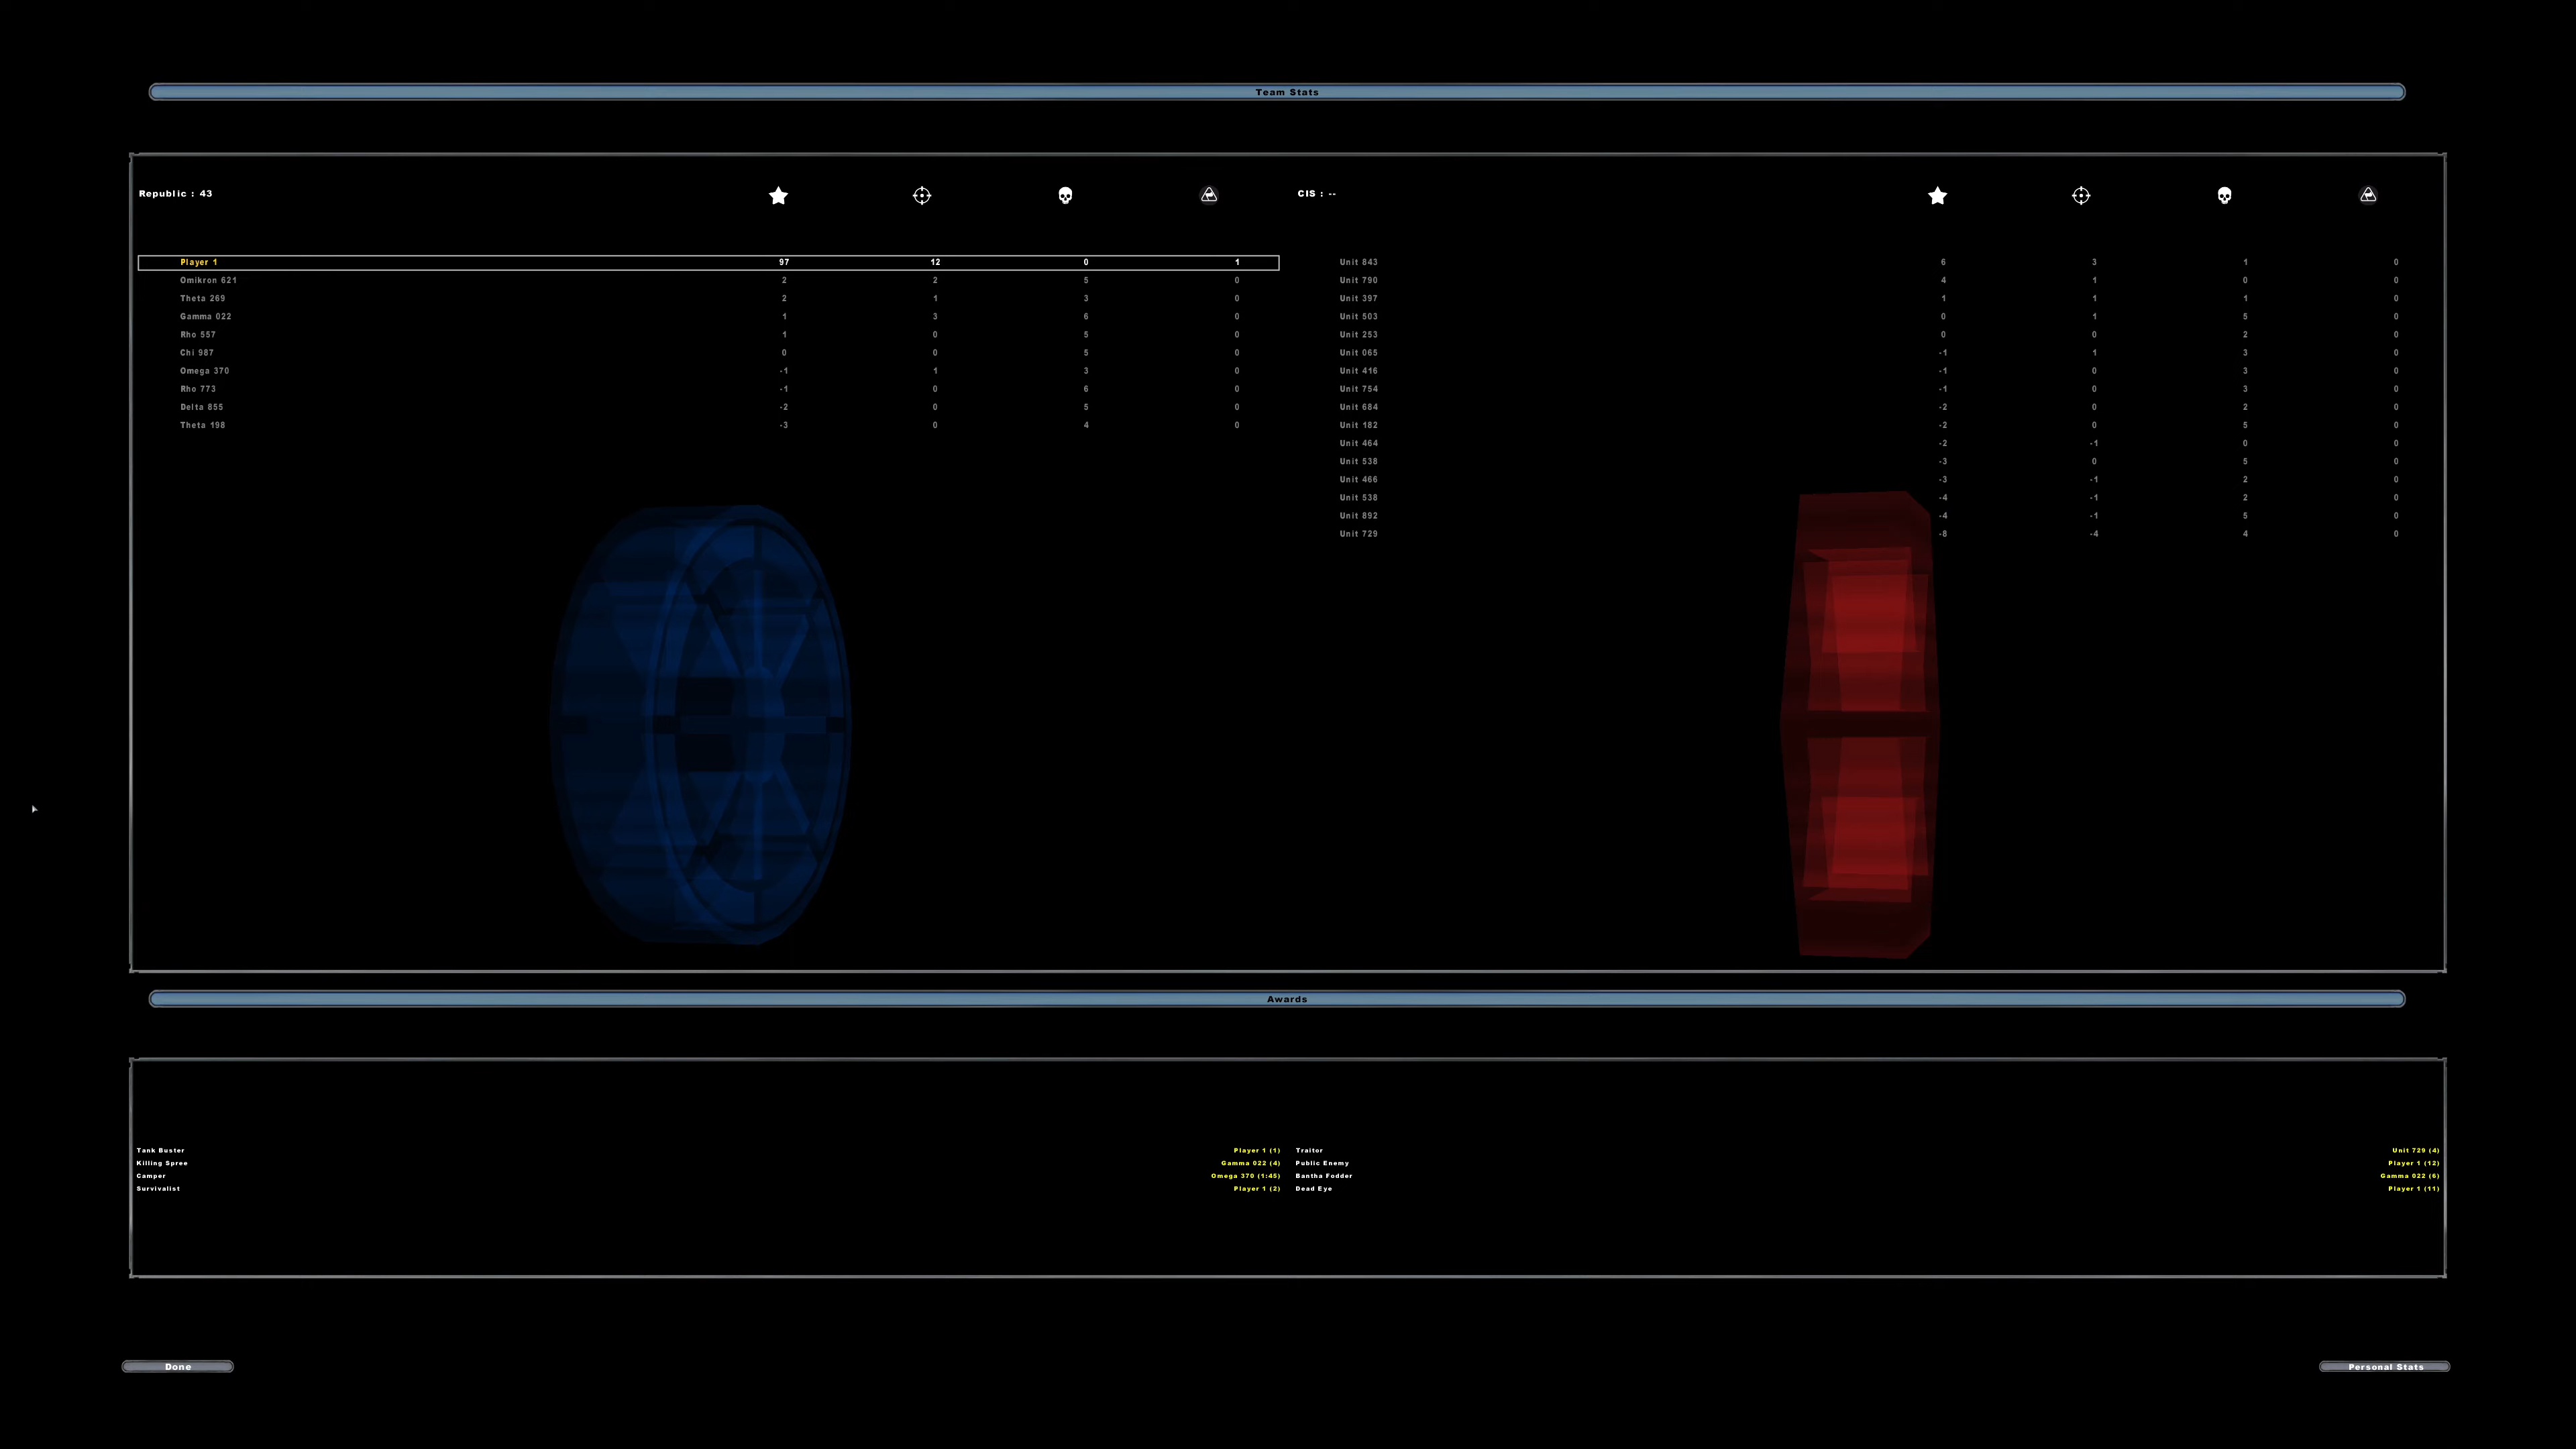 Team Stats
Republic : 43
Player 1 97 12 0 1
Omikron 621 2 2 5 0
Theta 269 2 1 3 0
Gamma 022 1 3 6 0
Rho 557 1 0 5 0
Chi 987 0 0 5 0
Omega 370 -1 1 3 0
Rho 773 -1 0 6 0
Delta 855 -2 0 5 0
Theta 198 -3 0 4 0
CIS : --
Unit 843 6 3 1 0
Unit 790 4 1 0 0
Unit 397 1 1 1 0
Unit 503 0 1 5 0
Unit 253 0 0 2 0
Unit 065 -1 1 3 0
Unit 416 -1 0 3 0
Unit 754 -1 0 3 0
Unit 684 -2 0 2 0
Unit 182 -2 0 5 0
Unit 464 -2 -1 0 0
Unit 538 -3 0 5 0
Unit 466 -3 -1 2 0
Unit 538 -4 -1 2 0
Unit 892 -4 -1 5 0
Unit 729 -8 -4 4 0
Awards
Tank Buster Player 1 (1)
Killing Spree Gamma 022 (4)
Camper Omega 370 (1:45)
Survivalist Player 1 (2)
Traitor Unit 729 (4)
Public Enemy Player 1 (12)
Bantha Fodder Gamma 022 (6)
Dead Eye Player 1 (11)
Done
Personal Stats